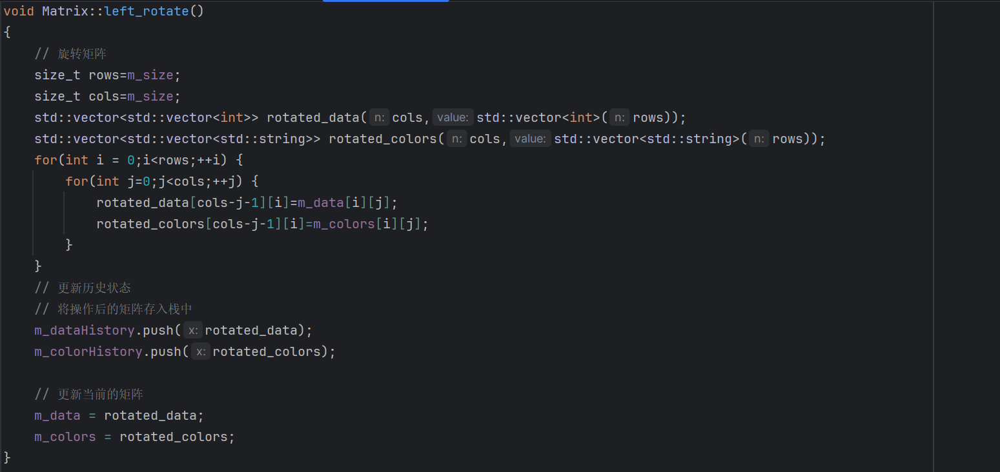 void Matrix::left_rotate()
{
    // 旋转矩阵
    size_t rows=m_size;
    size_t cols=m_size;
    std::vector<std::vector<int>> rotated_data( n: cols, value: std::vector<int>( n: rows));
    std::vector<std::vector<std::string>> rotated_colors( n: cols, value: std::vector<std::string>( n: rows));
    for(int i = 0;i<rows;++i) {
        for(int j=0;j<cols;++j) {
            rotated_data[cols-j-1][i]=m_data[i][j];
            rotated_colors[cols-j-1][i]=m_colors[i][j];
        }
    }
    // 更新历史状态
    // 将操作后的矩阵存入栈中
    m_dataHistory.push( x: rotated_data);
    m_colorHistory.push( x: rotated_colors);
    // 更新当前的矩阵
    m_data = rotated_data;
    m_colors = rotated_colors;
}